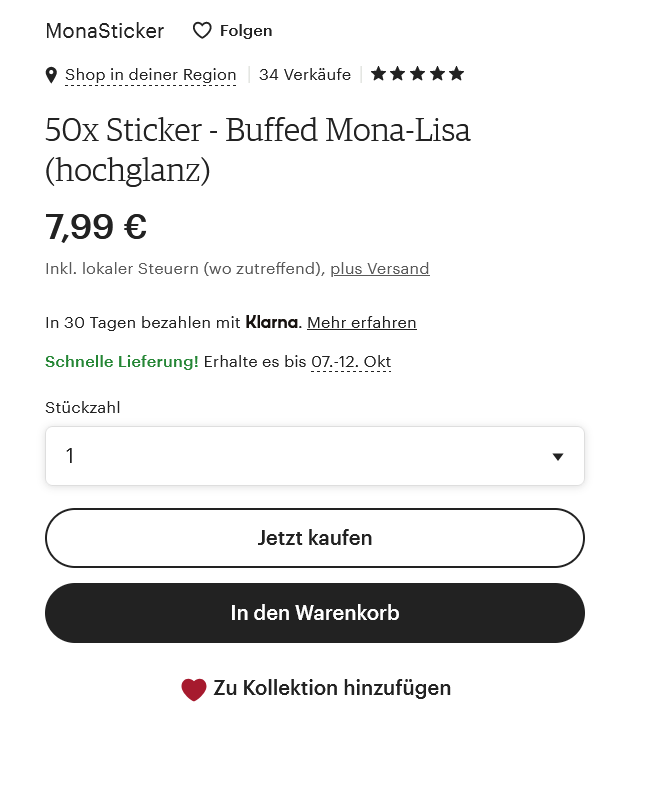 MonaSticker Folgen
Shop in deiner Region 34 Verkäufe
50x Sticker - Buffed Mona-Lisa
(hochglanz)
7,99 €
Inkl. lokaler Steuern (wo zutreffend), plus Versand
In 30 Tagen bezahlen mit Klarna. Mehr erfahren
Schnelle Lieferung! Erhalte es bis 07.-12. Okt
Stückzahl
1
Jetzt kaufen
In den Warenkorb
Zu Kollektion hinzufügen